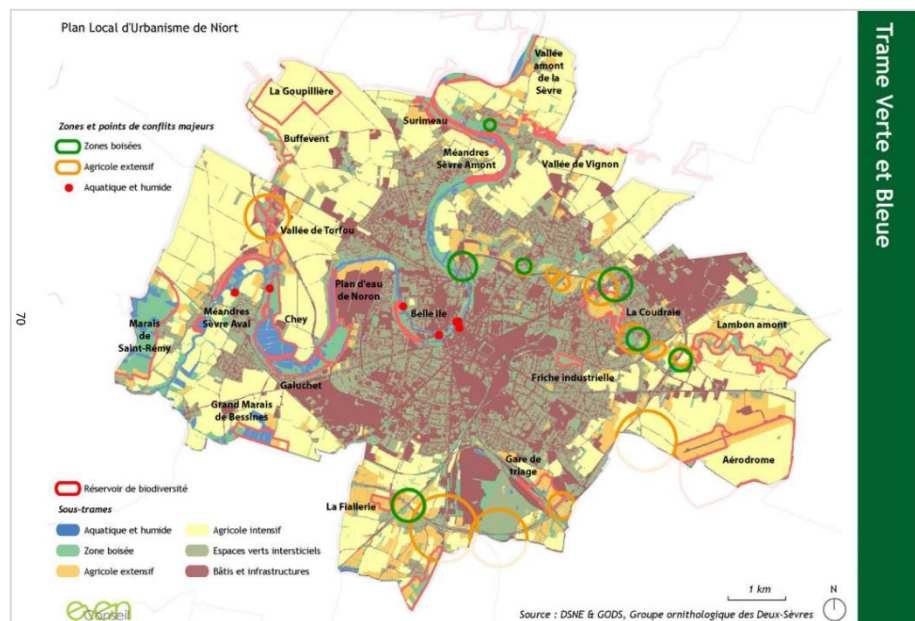 Plan Local d'Urbanisme de Niort
Trame Verte et Bleue
Zones et points de conflits majeurs
Zones boisées
Agricole extensif
Aquatique et humide
La Goupillière
Buffevent
Surimeau
Vallée
amont
de la
Sèvre
Méandres
Sèvre Amont
Vallée de Vignon
Vallée de Torfou
Plan d'eau
de Noron
Méandres
Sèvre Aval
Chey
Belle Ile
La Coudraie
Lambon amont
Marais
de
Saint-Rémy
Galuchet
Friche industrielle
Grand Marais
de Bessines
Gare de
triage
Aérodrome
La Fiallerie
70
Réservoir de biodiversité
Sous-trames
Aquatique et humide
Zone boisée
Agricole extensif
Agricole intensif
Espaces verts intersticiels
Bâtis et infrastructures
even
Conseil
1 km
N
Source : DSNE & GODS, Groupe ornithologique des Deux-Sèvres